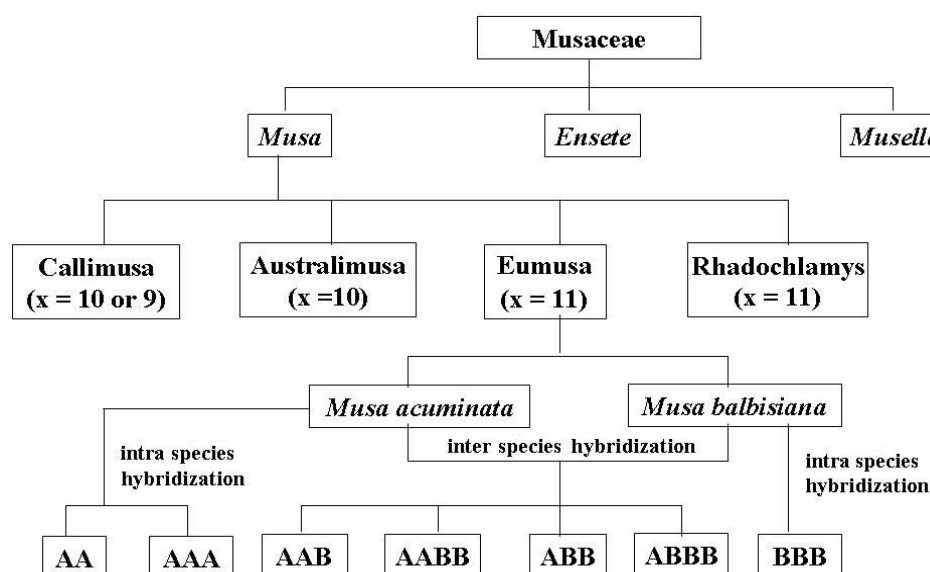 Musaceae
Musa
Ensete
Musella
Callimusa
(x = 10 or 9)
Australimusa
(x =10)
Eumusa
(x = 11)
Rhadochlamys
(x = 11)
Musa acuminata
Musa balbisiana
intra species
hybridization
inter species hybridization
intra species
hybridization
AA
AAA
AAB
AABB
ABB
ABBB
BBB